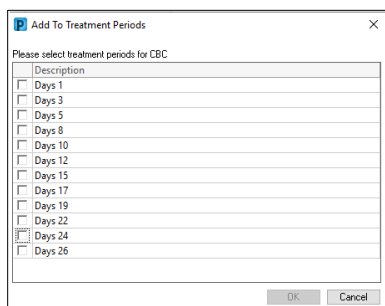 Add To Treatment Periods
Please select treatment periods for CBC
Description
Days 1
Days 3
Days 5
Days 8
Days 10
Days 12
Days 15
Days 17
Days 19
Days 22
Days 24
Days 26
OK Cancel